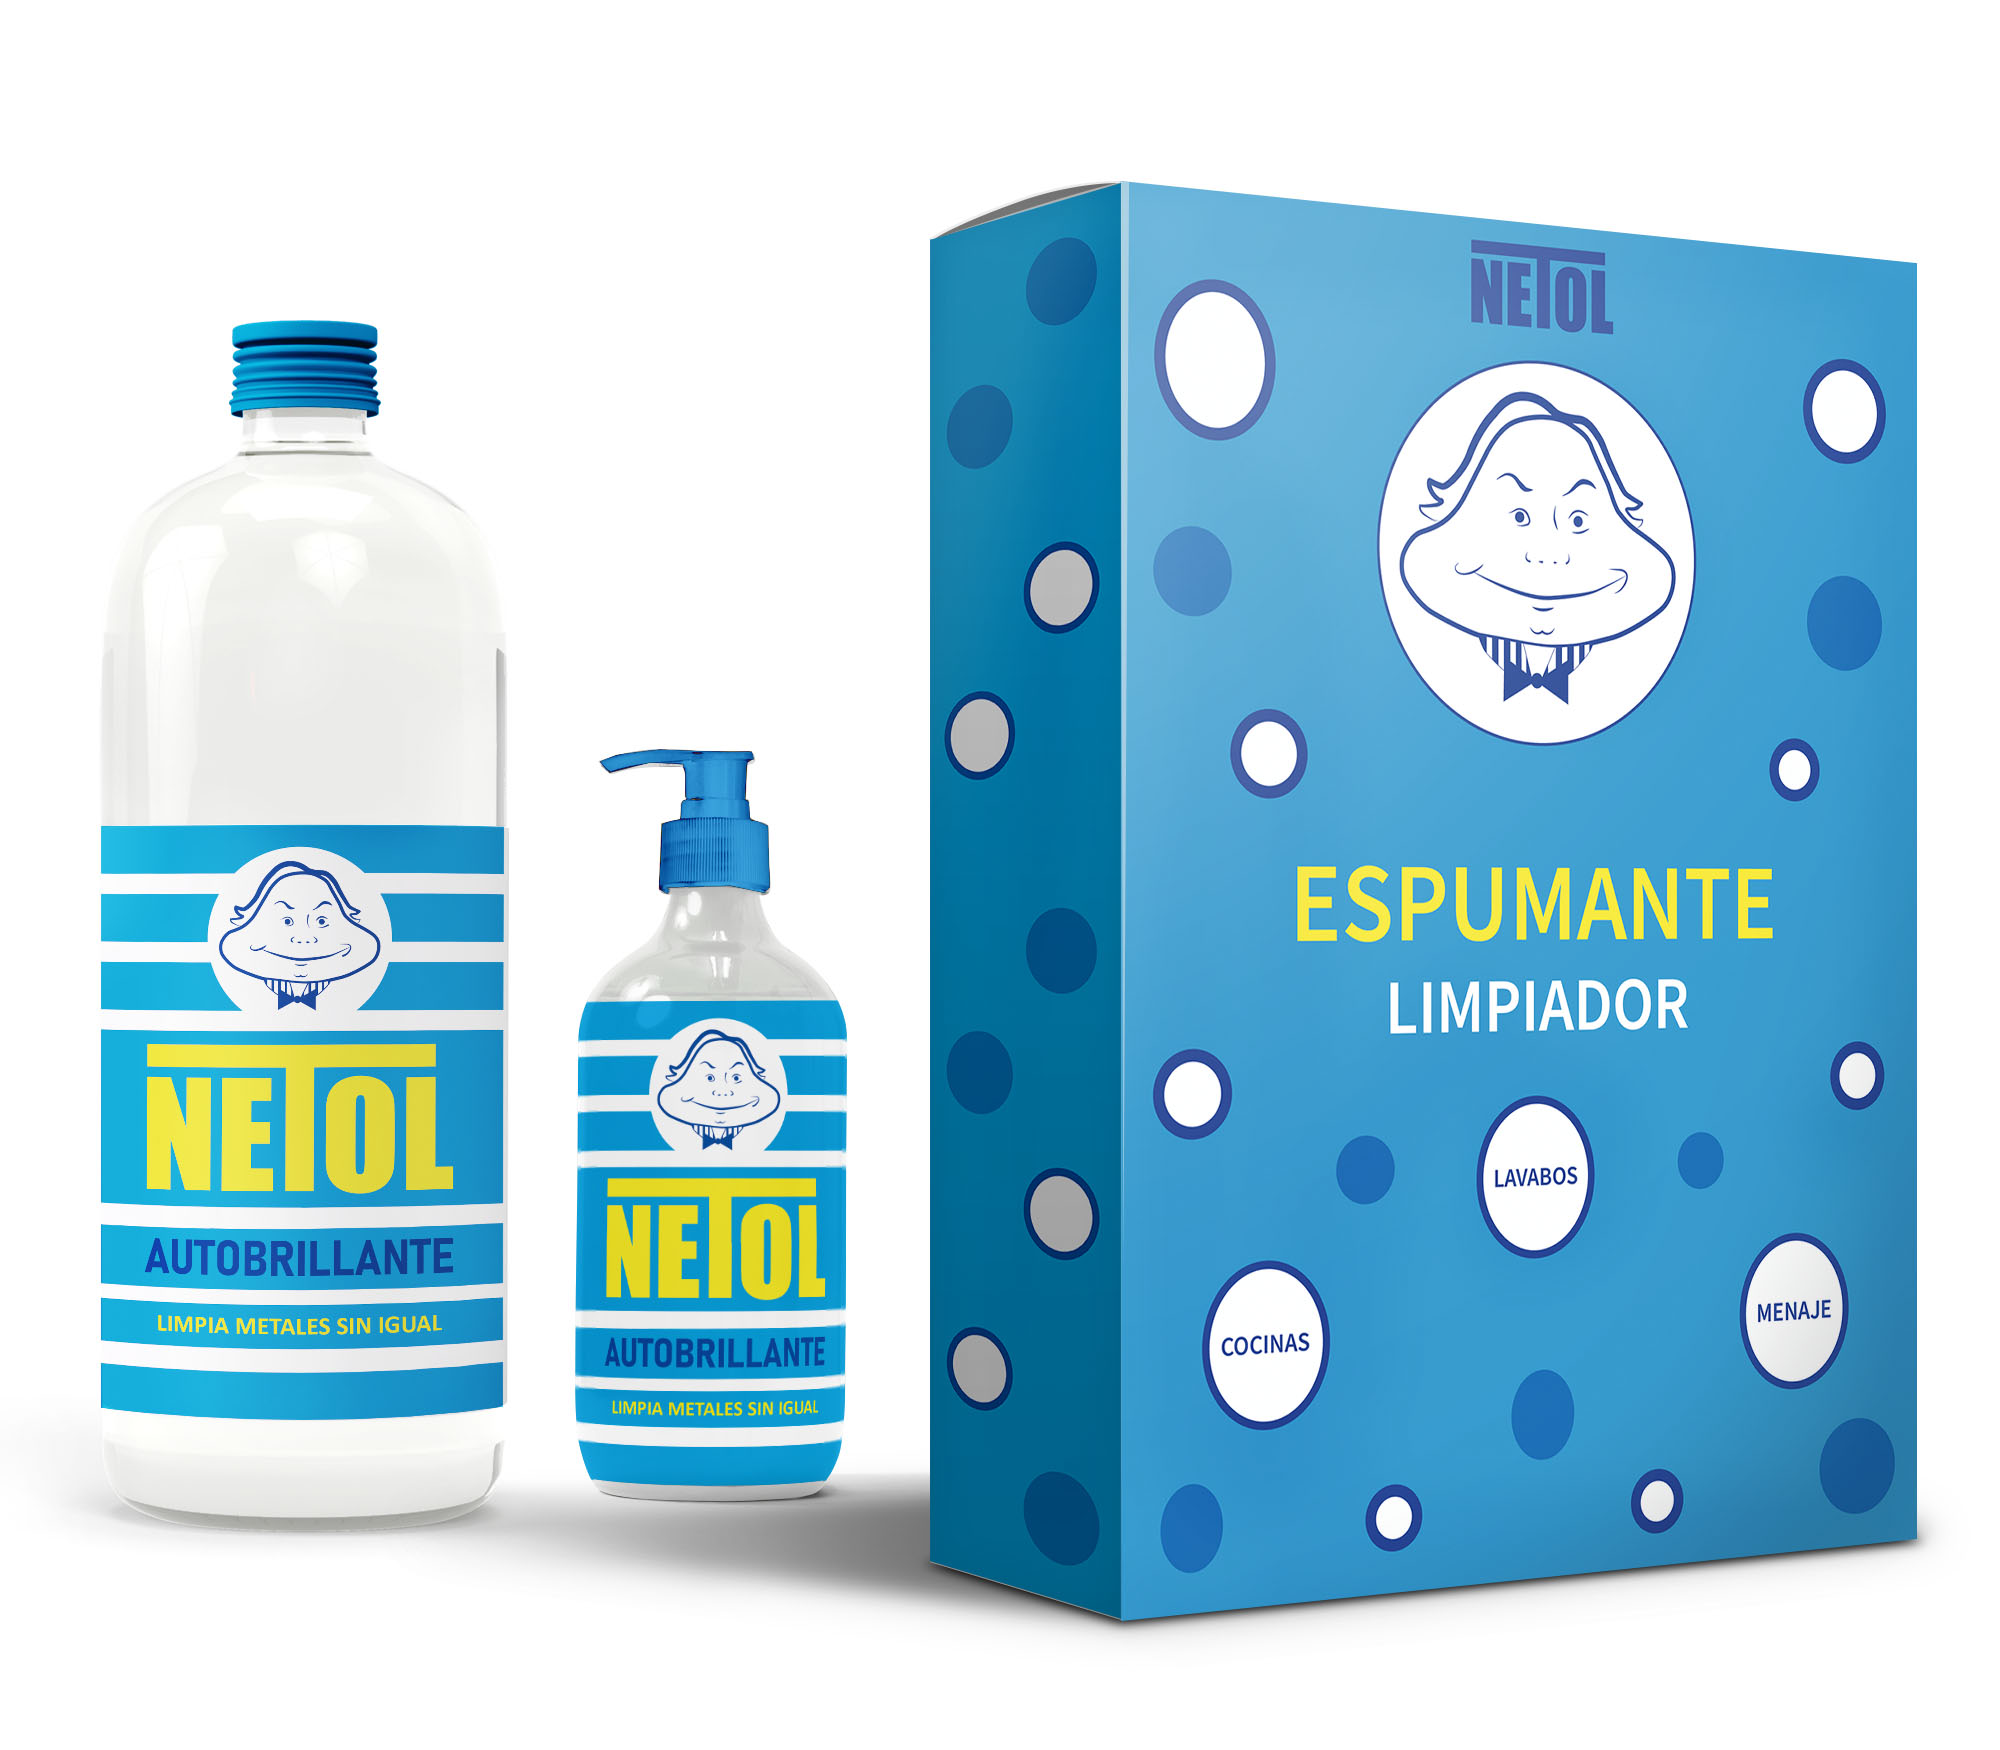 NETOL
AUTOBRILLANTE
LIMPIA METALES SIN IGUAL
NETOL
AUTOBRILLANTE
LIMPIA METALES SIN IGUAL
NETOL
ESPUMANTE
LIMPIADOR
LAVABOS
COCINAS
MENAJE